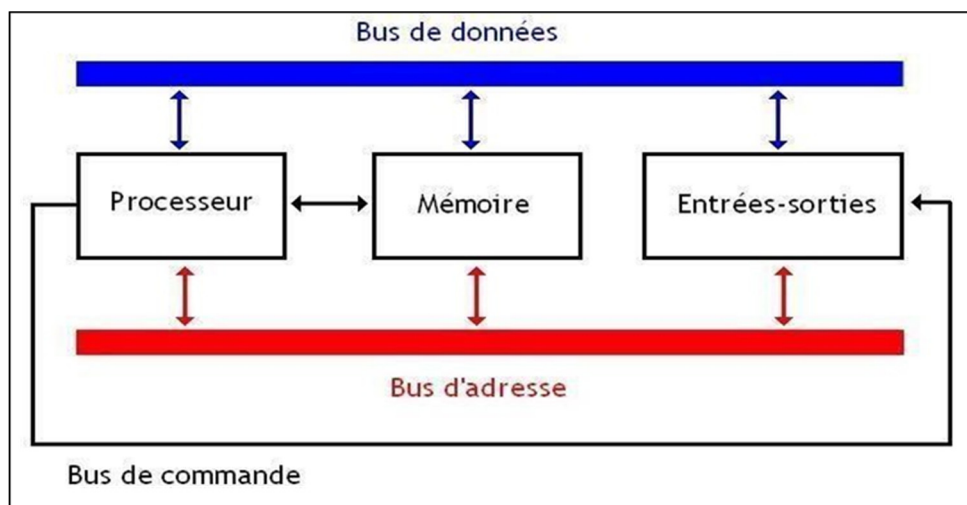 Bus de données
Processeur
Mémoire
Entrées-sorties
Bus d'adresse
Bus de commande